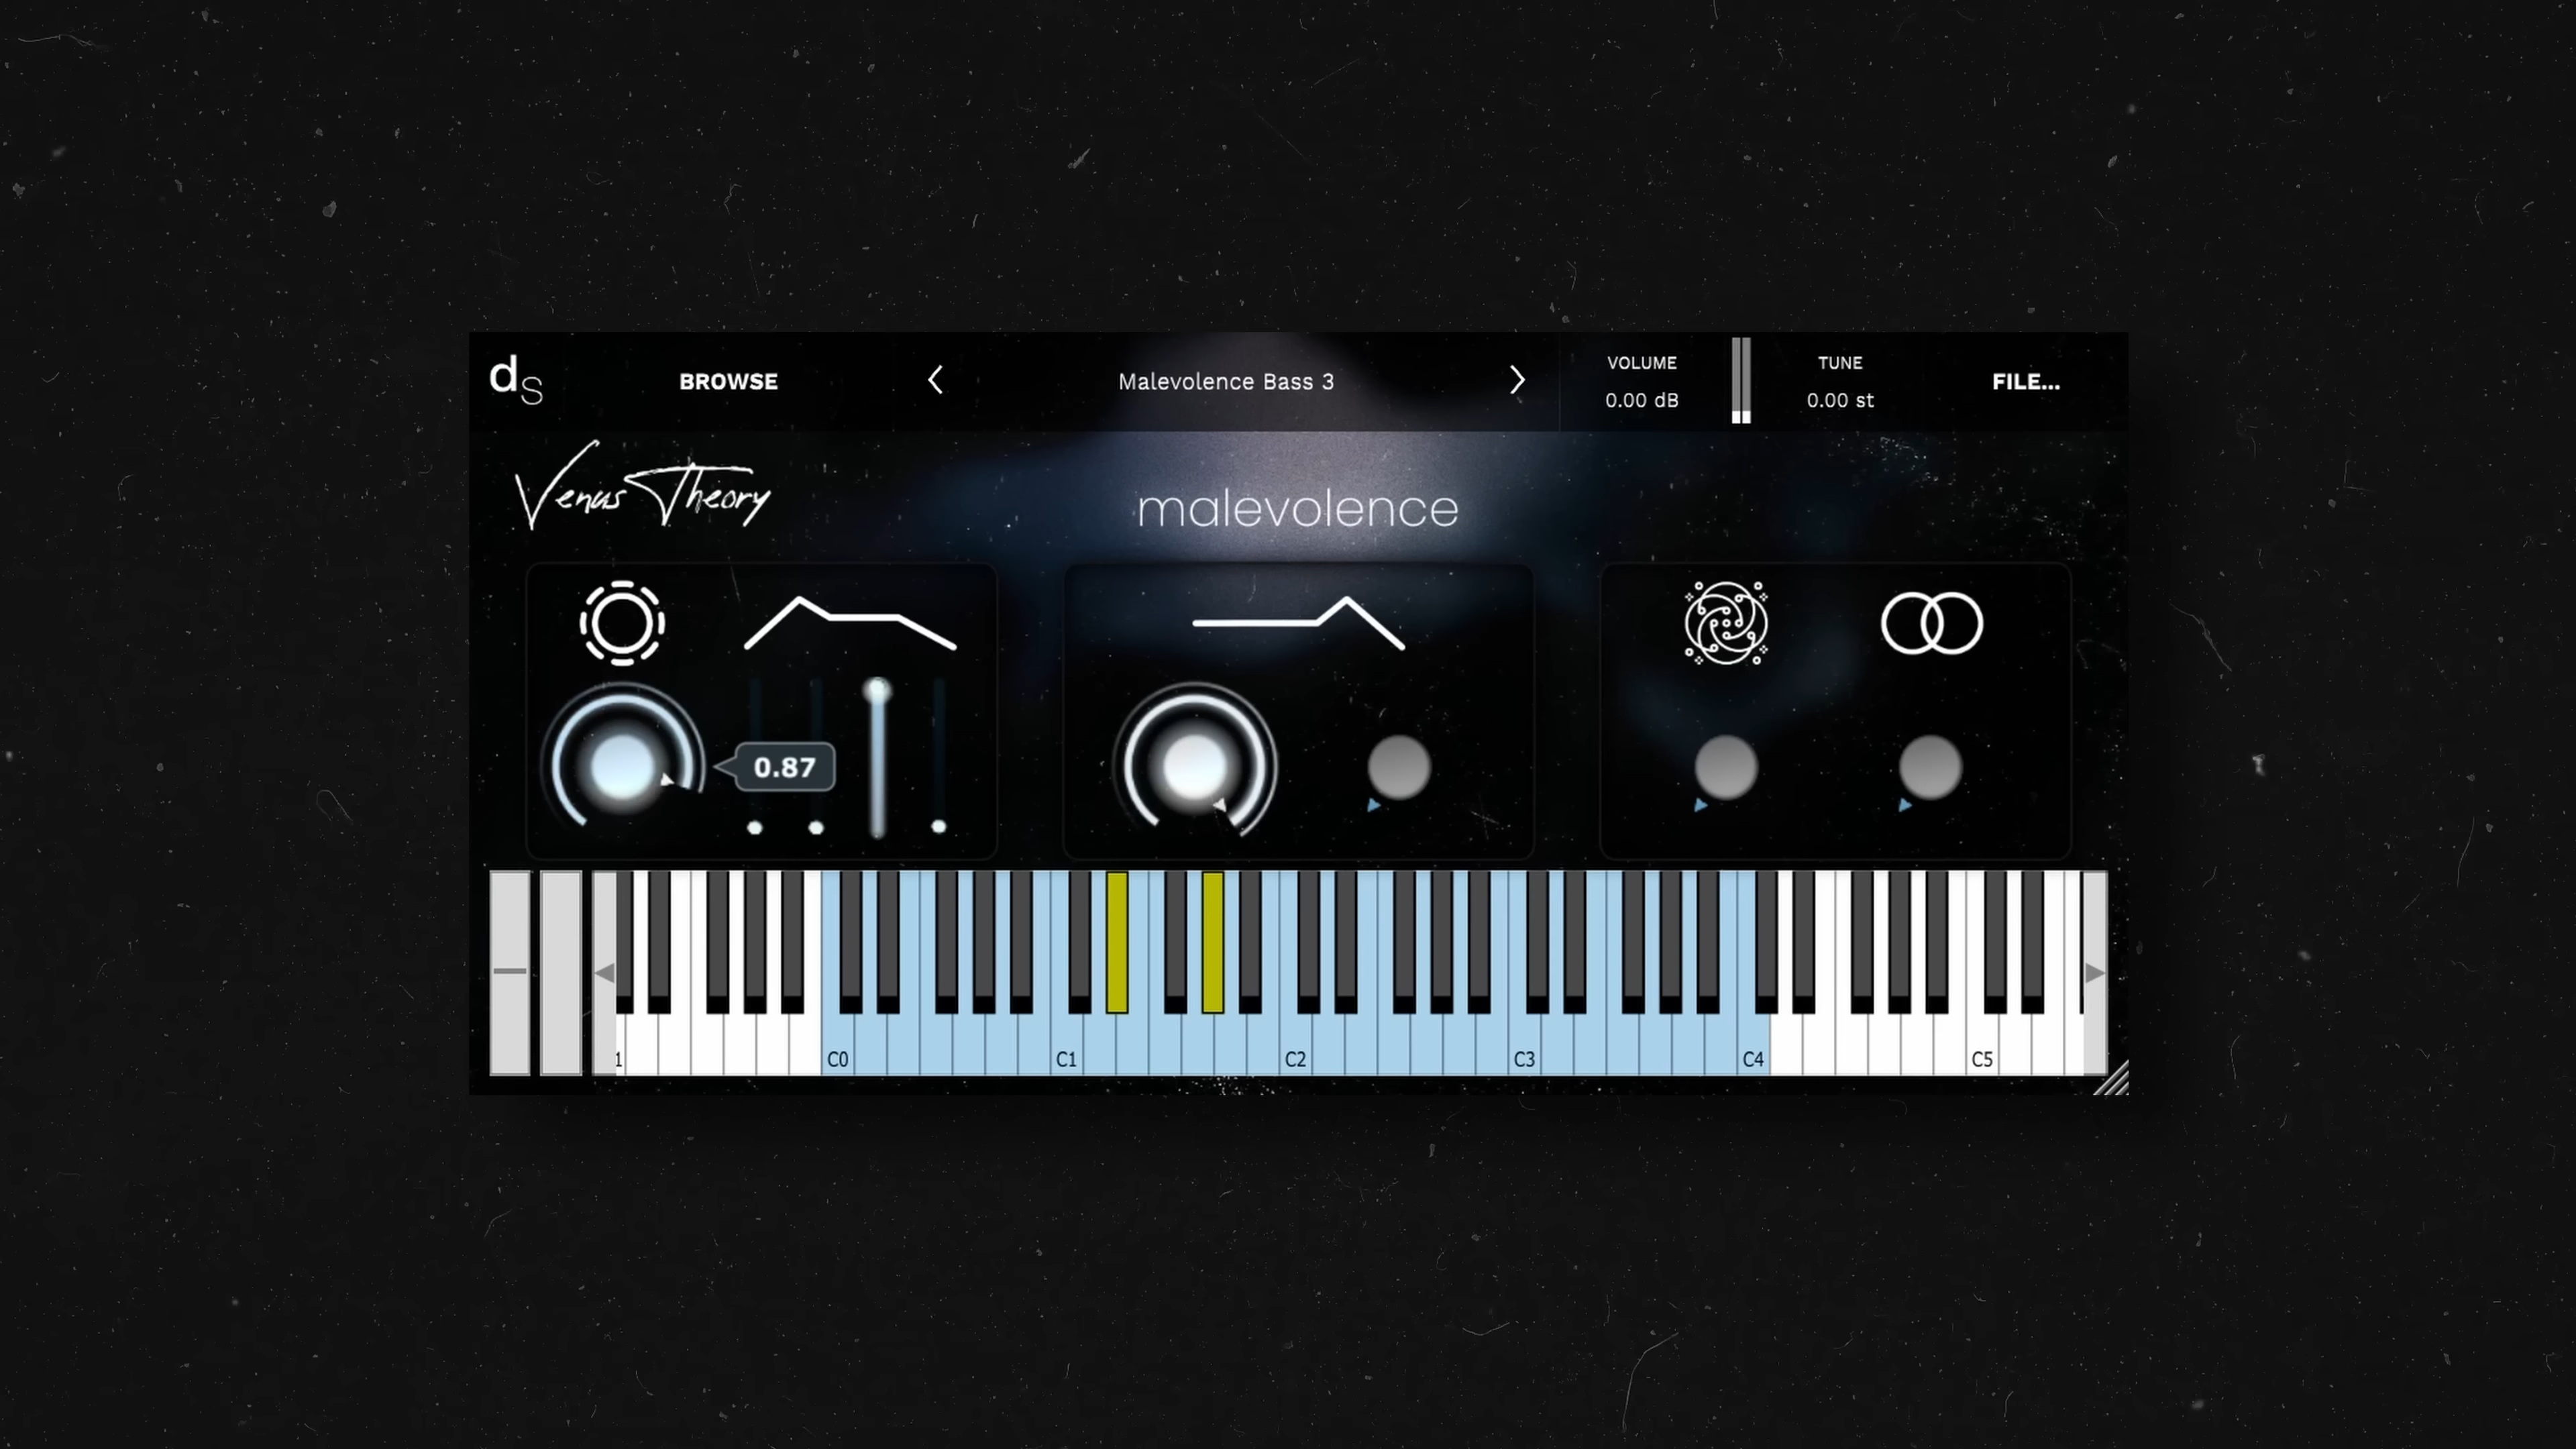 dS
BROWSE
Malevolence Bass 3
VOLUME
0.00 dB
TUNE
0.00 st
FILE...
Venus Theory
malevolence
0.87
1
C0
C1
C2
C3
C4
C5